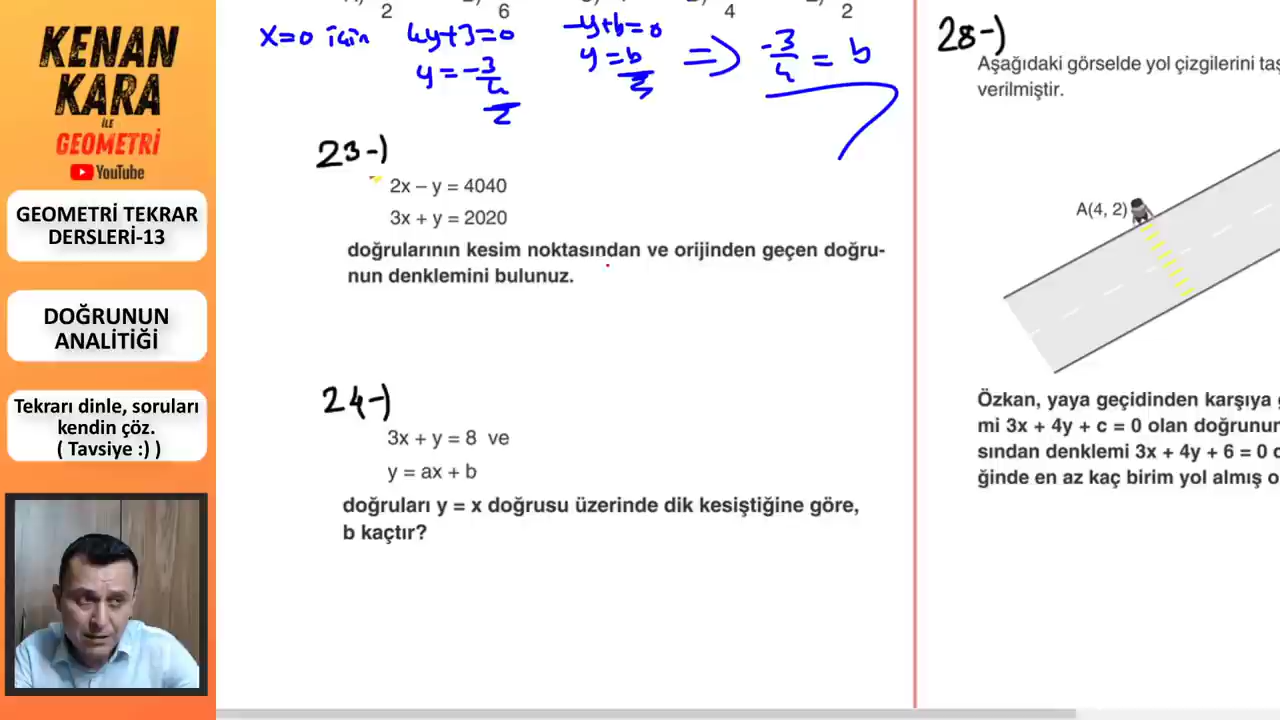 KENAN
KARA
İLE
GEOMETRİ
YouTube
GEOMETRİ TEKRAR
DERSLERİ-13
DOĞRUNUN
ANALİTİĞİ
Tekrarı dinle, soruları
kendin çöz.
( Tavsiye :) )
2 6 4 2
x=0 için 4y+3=0 -y+b=0
y=-3/4 y=b => -3/4 = b
23-)
2x – y = 4040
3x + y = 2020
doğrularının kesim noktasından ve orijinden geçen doğru-
nun denklemini bulunuz.
24-)
3x + y = 8 ve
y = ax + b
doğruları y = x doğrusu üzerinde dik kesiştiğine göre,
b kaçtır?
28-)
Aşağıdaki görselde yol çizgilerini
verilmiştir.
A(4, 2)
Özkan, yaya geçidinden karşıya
mi 3x + 4y + c = 0 olan doğrunun
sından denklemi 3x + 4y + 6 = 0
ğinde en az kaç birim yol almış